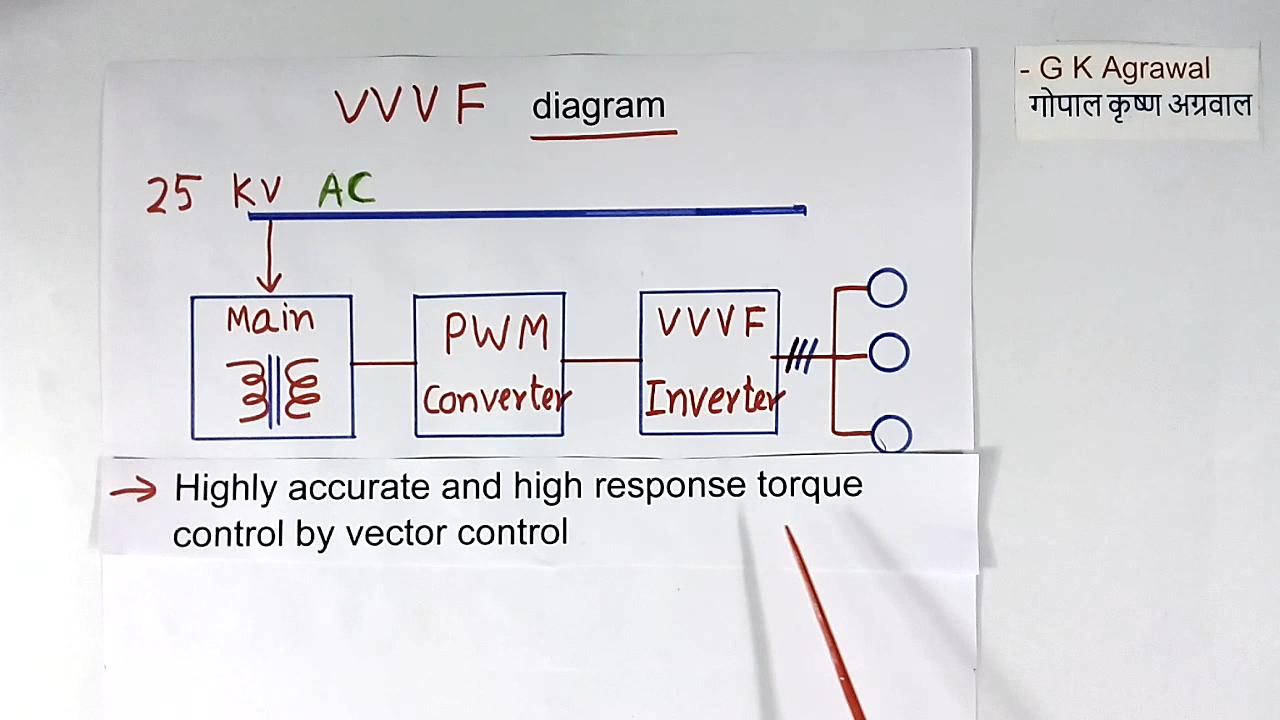 VVVF diagram
- G K Agrawal
गोपाल कृष्ण अग्रवाल
25 KV AC
Main
PWM
Converter
VVVF
Inverter
→ Highly accurate and high response torque
control by vector control